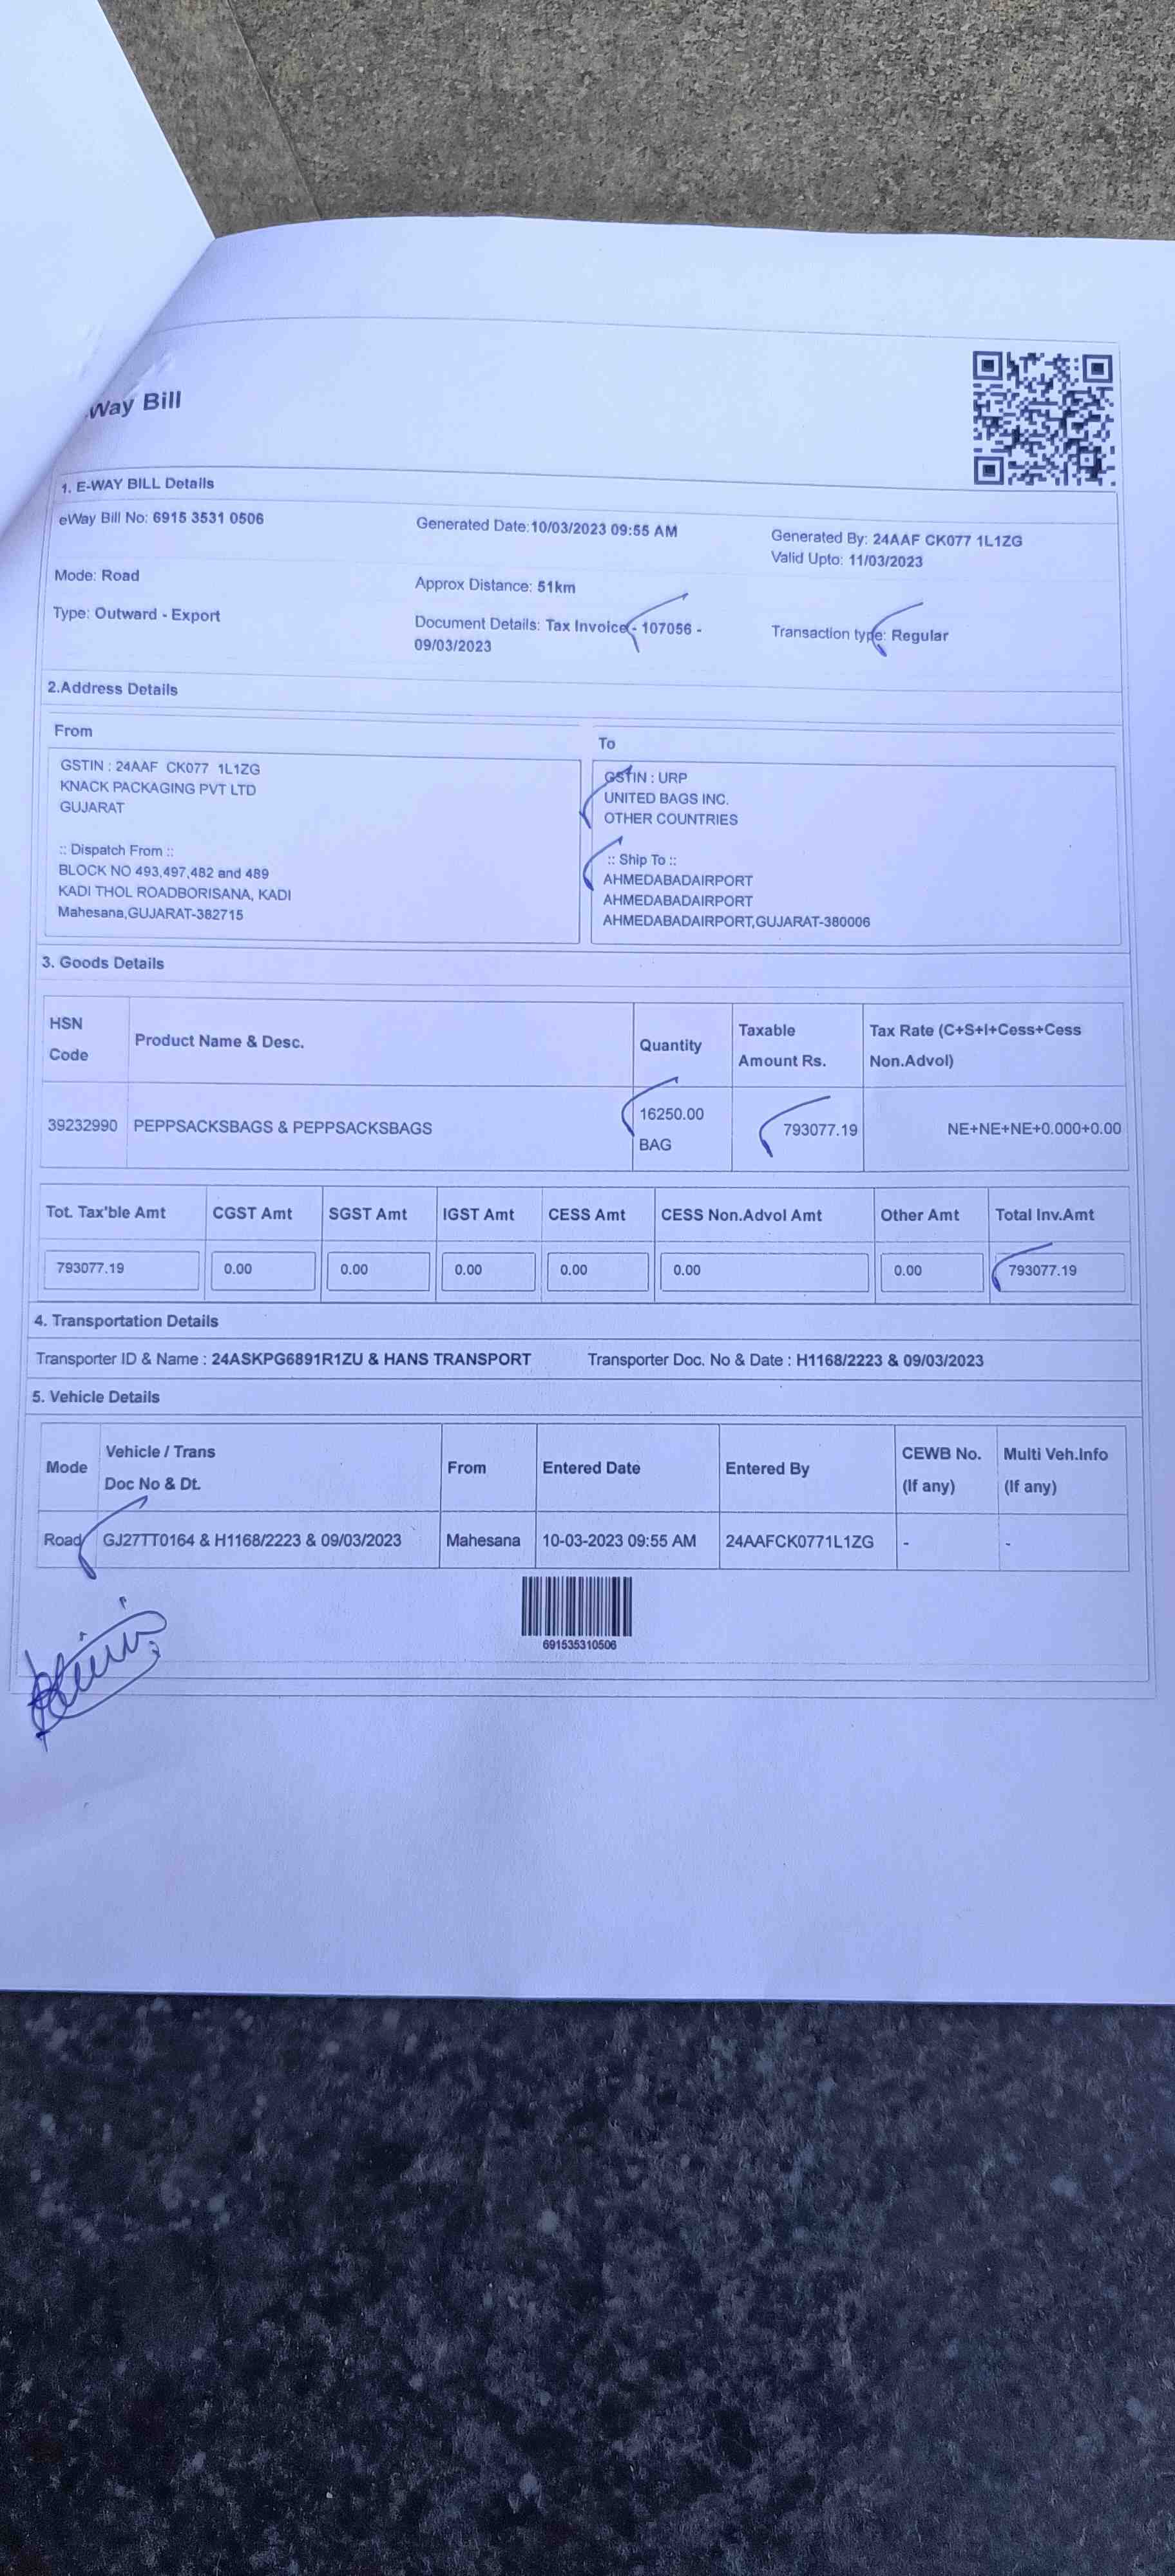 Way Bill
1. E-WAY BILL Details
eWay Bill No: 6915 3531 0506
Generated Date:10/03/2023 09:55 AM
Generated By: 24AAF CK077 1L1ZG
Valid Upto: 11/03/2023
Mode: Road
Approx Distance: 51km
Type: Outward - Export
Document Details: Tax Invoice - 107056 -
09/03/2023
Transaction type: Regular
2.Address Details
From
GSTIN : 24AAF CK077 1L1ZG
KNACK PACKAGING PVT LTD
GUJARAT
:: Dispatch From ::
BLOCK NO 493,497,482 and 489
KADI THOL ROADBORISANA, KADI
Mahesana,GUJARAT-382715
To
GSTIN : URP
UNITED BAGS INC.
OTHER COUNTRIES
:: Ship To ::
AHMEDABADAIRPORT
AHMEDABADAIRPORT
AHMEDABADAIRPORT,GUJARAT-380006
3. Goods Details
HSN
Code
Product Name & Desc.
Quantity
Taxable
Amount Rs.
Tax Rate (C+S+I+Cess+Cess
Non.Advol)
39232990
PEPPSACKSBAGS & PEPPSACKSBAGS
16250.00
BAG
793077.19
NE+NE+NE+0.000+0.00
Tot. Tax'ble Amt
CGST Amt
SGST Amt
IGST Amt
CESS Amt
CESS Non.Advol Amt
Other Amt
Total Inv.Amt
793077.19
0.00
0.00
0.00
0.00
0.00
0.00
793077.19
4. Transportation Details
Transporter ID & Name : 24ASKPG6891R1ZU & HANS TRANSPORT
Transporter Doc. No & Date : H1168/2223 & 09/03/2023
5. Vehicle Details
Mode
Vehicle / Trans
Doc No & Dt.
From
Entered Date
Entered By
CEWB No.
(If any)
Multi Veh.Info
(If any)
Road
GJ27TT0164 & H1168/2223 & 09/03/2023
Mahesana
10-03-2023 09:55 AM
24AAFCK0771L1ZG
-
-
691535310506